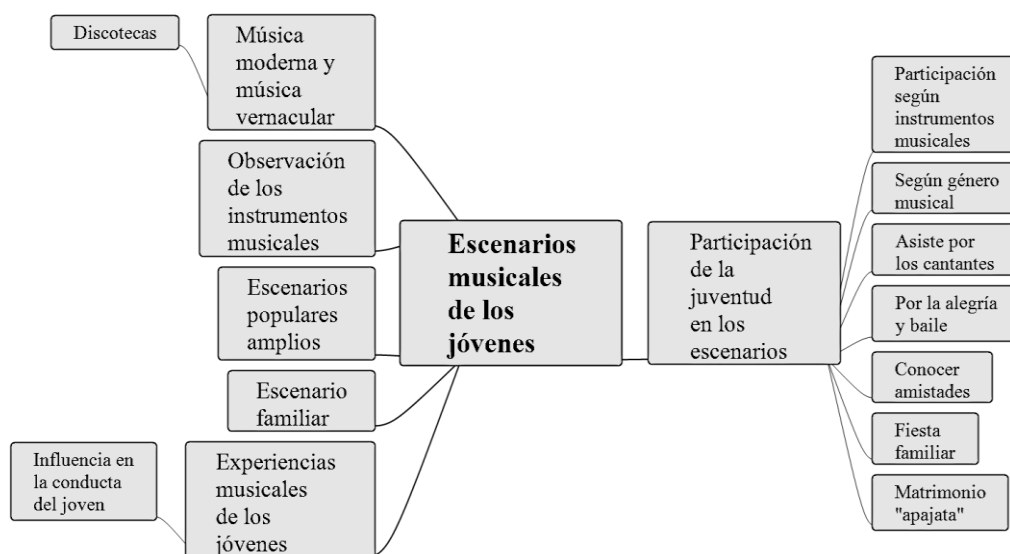 Discotecas
Música
moderna y
música
vernacular
Observación
de los
instrumentos
musicales
Escenarios
populares
amplios
Escenario
familiar
Influencia en
la conducta
del joven
Experiencias
musicales
de los
jóvenes
Escenarios
musicales
de los
jóvenes
Participación
de la
juventud
en los
escenarios
Participación
según
instrumentos
musicales
Según género
musical
Asiste por
los cantantes
Por la alegría
y baile
Conocer
amistades
Fiesta
familiar
Matrimonio
"apajata"